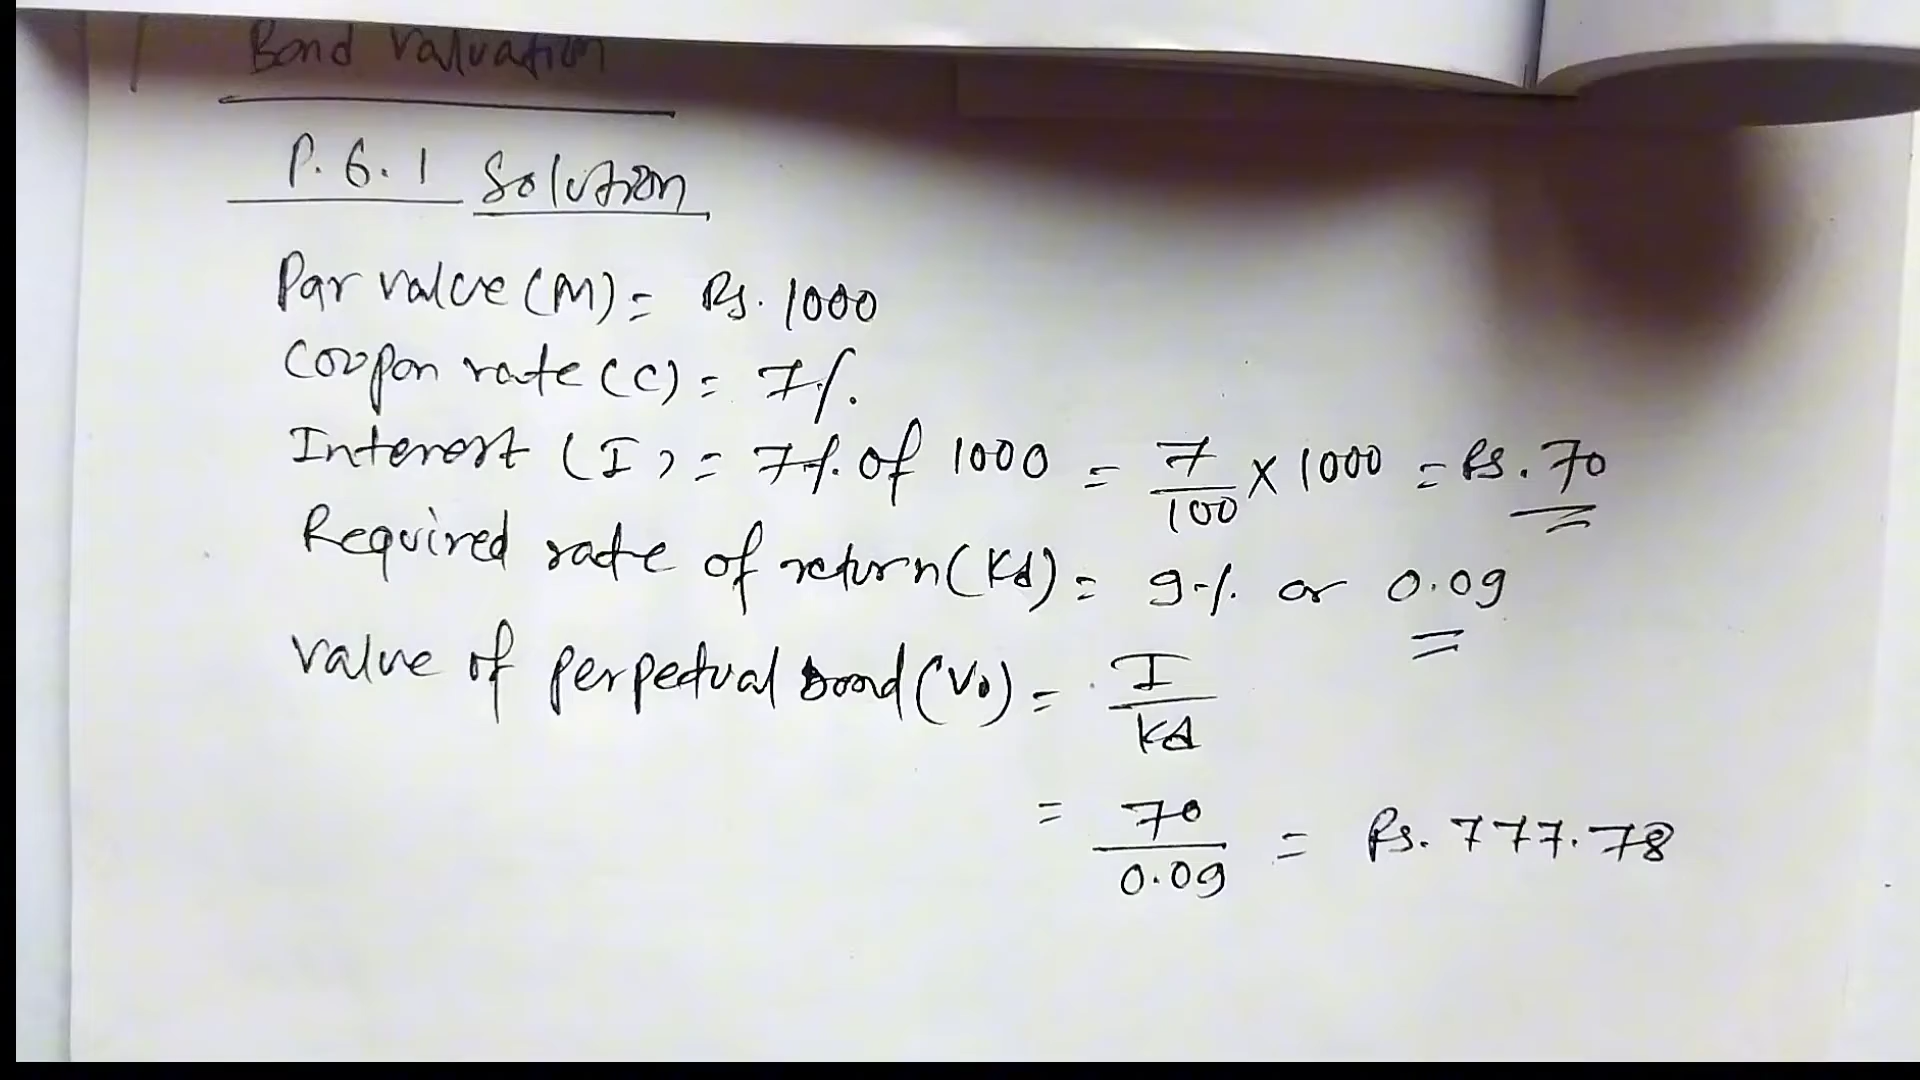 Bond Valuation
P.6.1 Solution
Par value (M) = Rs. 1000
Coupon rate (C) = 7%.
Interest (I) = 7% of 1000 = 7/100 × 1000 = Rs. 70
Required rate of return (Kd) = 9% or 0.09
Value of perpetual bond (V0) = I/Kd
= 70/0.09 = Rs. 777.78